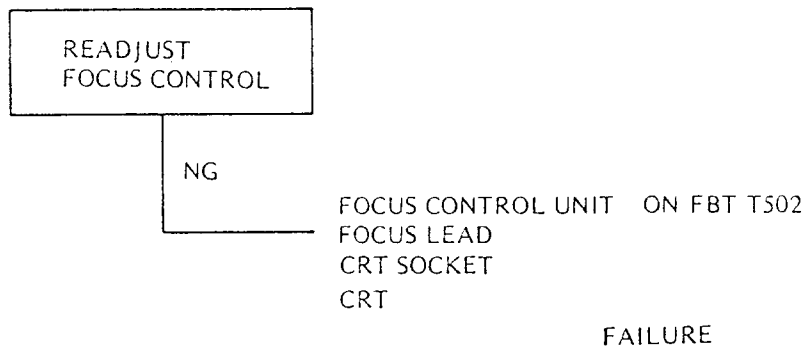 READJUST
FOCUS CONTROL
NG
FOCUS CONTROL UNIT ON FBT T502
FOCUS LEAD
CRT SOCKET
CRT
FAILURE